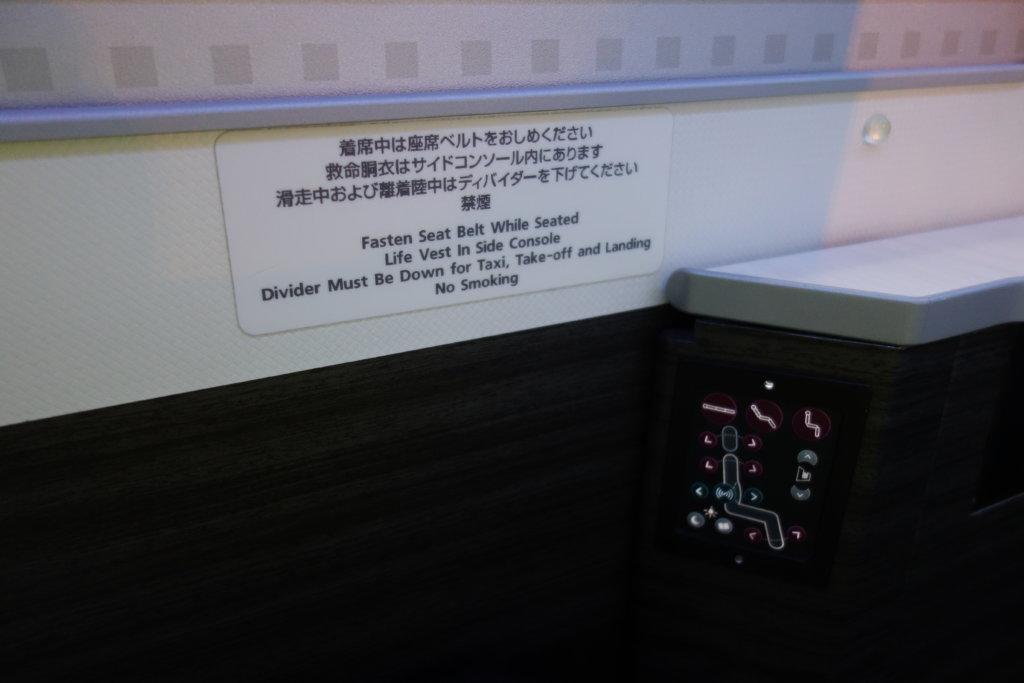 着席中は座席ベルトをおしめください
救命胴衣はサイドコンソール内にあります
滑走中および離着陸中はディバイダーを下げてください
禁煙
Fasten Seat Belt While Seated
Life Vest In Side Console
Divider Must Be Down for Taxi, Take-off and Landing
No Smoking